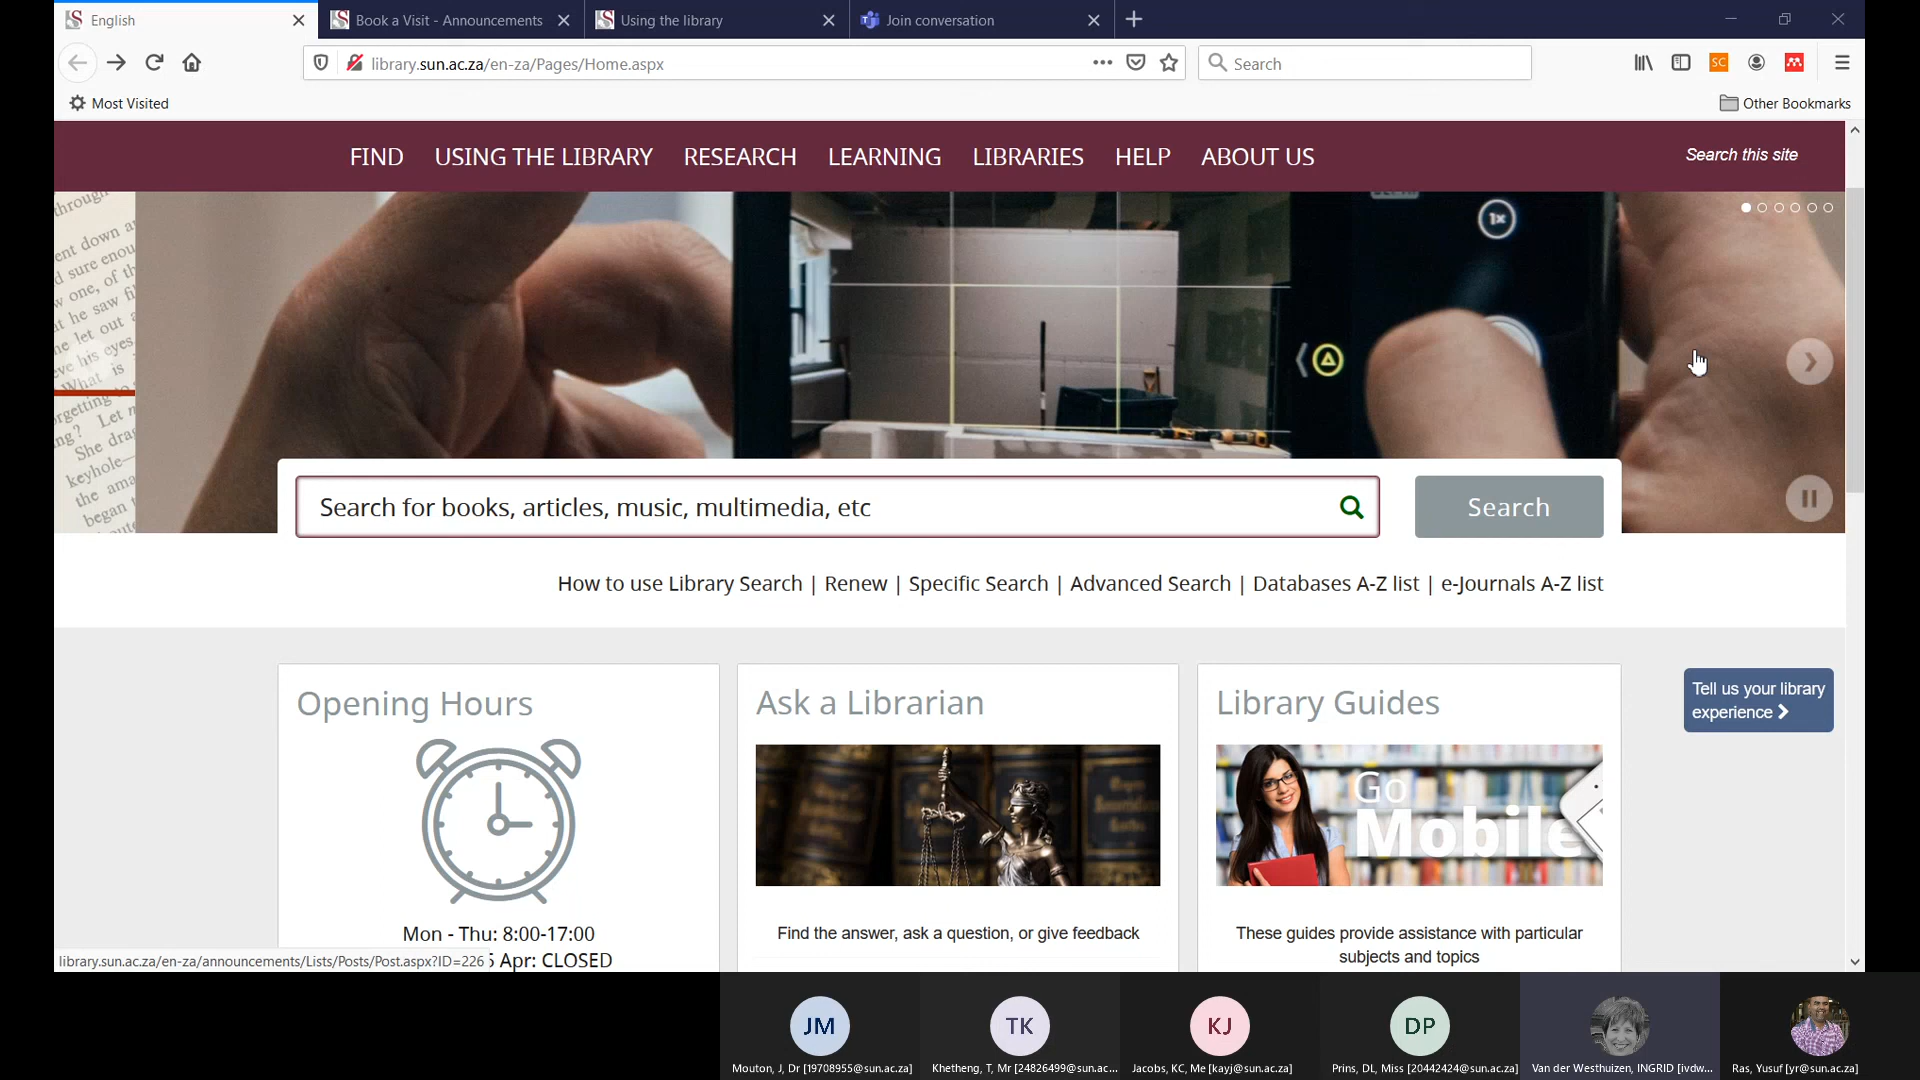 English
Book a Visit - Announcements
Using the library
Join conversation
library.sun.ac.za/en-za/Pages/Home.aspx
Search
SC
Most Visited
Other Bookmarks
FIND USING THE LIBRARY RESEARCH LEARNING LIBRARIES HELP ABOUT US
Search this site
1x
Search for books, articles, music, multimedia, etc
Search
How to use Library Search | Renew | Specific Search | Advanced Search | Databases A-Z list | e-Journals A-Z list
Opening Hours
Mon - Thu: 8:00-17:00
5 Apr: CLOSED
Ask a Librarian
Find the answer, ask a question, or give feedback
Library Guides
Go
Mobile
These guides provide assistance with particular
subjects and topics
Tell us your library
experience
library.sun.ac.za/en-za/announcements/Lists/Posts/Post.aspx?ID=226
JM
Mouton, J, Dr [19708955@sun.ac.za]
TK
Khetheng, T, Mr [24826499@sun.ac...
KJ
Jacobs, KC, Me [kayj@sun.ac.za]
DP
Prins, DL, Miss [20442424@sun.ac.za]
Van der Westhuizen, INGRID [ivdw...
Ras, Yusuf [yr@sun.ac.za]